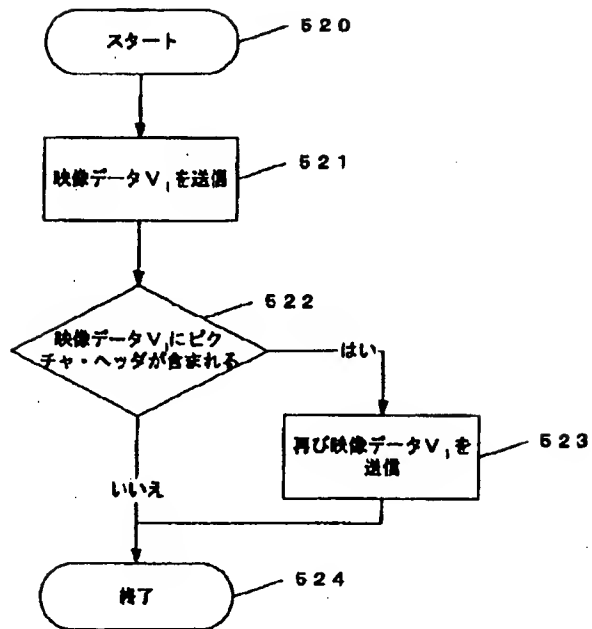 スタート
520
映像データV₁を送信
521
522
映像データV₁にピク
チャ・ヘッダが含まれる
はい
再び映像データV₁を
送信
523
いいえ
終了
524